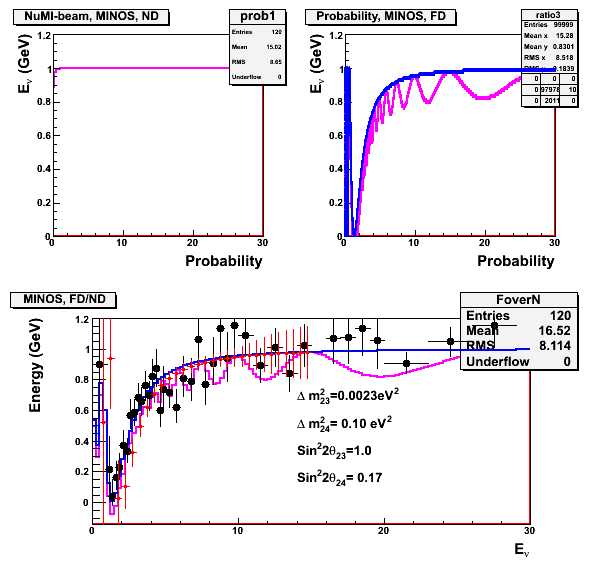 NuMI-beam, MINOS, ND
prob1
Entries 120
Mean 15.02
RMS 8.65
Underflow 0
E_ν (GeV)
1.2
1
0.8
0.6
0.4
0.2
0
0 10 20 30
Probability
Probability, MINOS, FD
ratio3
Entries 99999
Mean x 15.28
Mean y 0.8301
RMS x 8.518
0.1839
0 0 0
0 97978 10
0 2011 0
E_ν (GeV)
1.2
1
0.8
0.6
0.4
0.2
0
0 10 20 30
Probability
MINOS, FD/ND
FoverN
Entries 120
Mean 16.52
RMS 8.114
Underflow 0
Energy (GeV)
1.2
1
0.8
0.6
0.4
0.2
0
Δ m²₂₃=0.0023eV²
Δ m²₂₄= 0.10 eV²
Sin²2θ₂₃=1.0
Sin²2θ₂₄= 0.17
0 10 20 30
E_ν